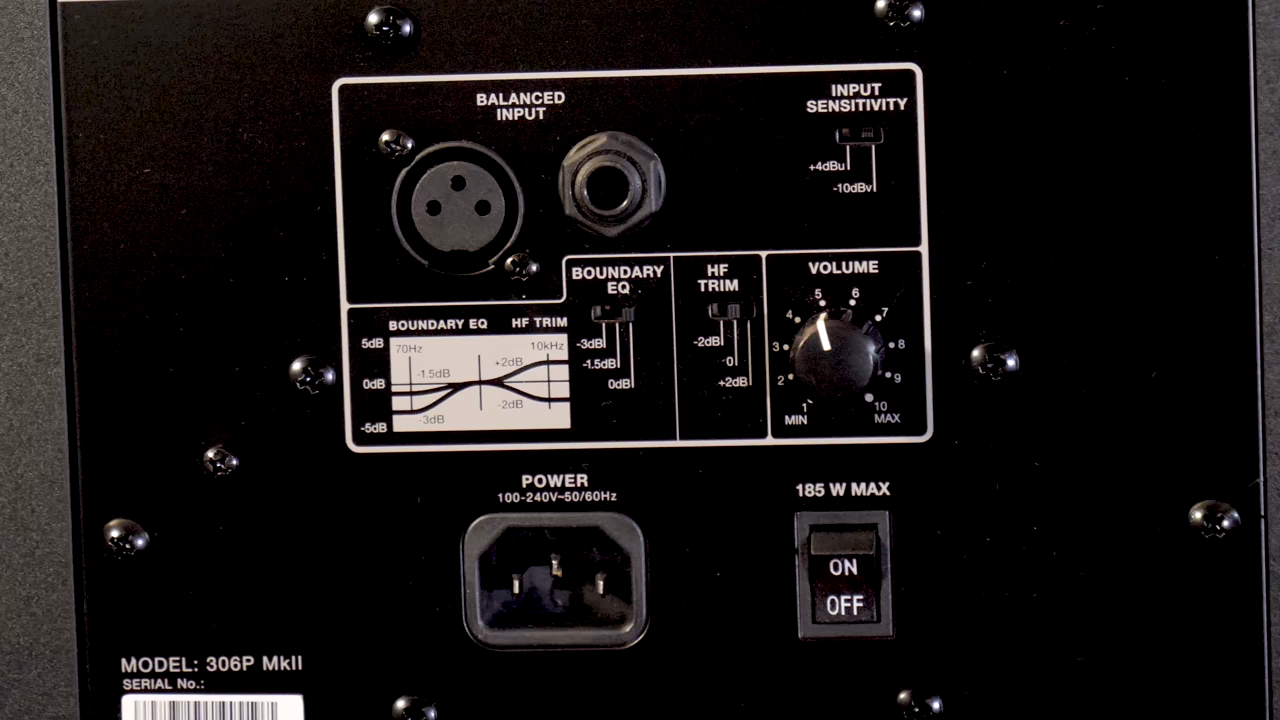 BALANCED
INPUT
INPUT
SENSITIVITY
+4dBu
-10dBv
BOUNDARY
EQ
-3dB
-1.5dB
0dB
HF
TRIM
-2dB
0
+2dB
VOLUME
1
2
3
4
5
6
7
8
9
10
MIN
MAX
BOUNDARY EQ HF TRIM
5dB
0dB
-5dB
70Hz
10kHz
-1.5dB
+2dB
-3dB
-2dB
POWER
100-240V~50/60Hz
185 W MAX
ON
OFF
MODEL: 306P MkII
SERIAL No.: